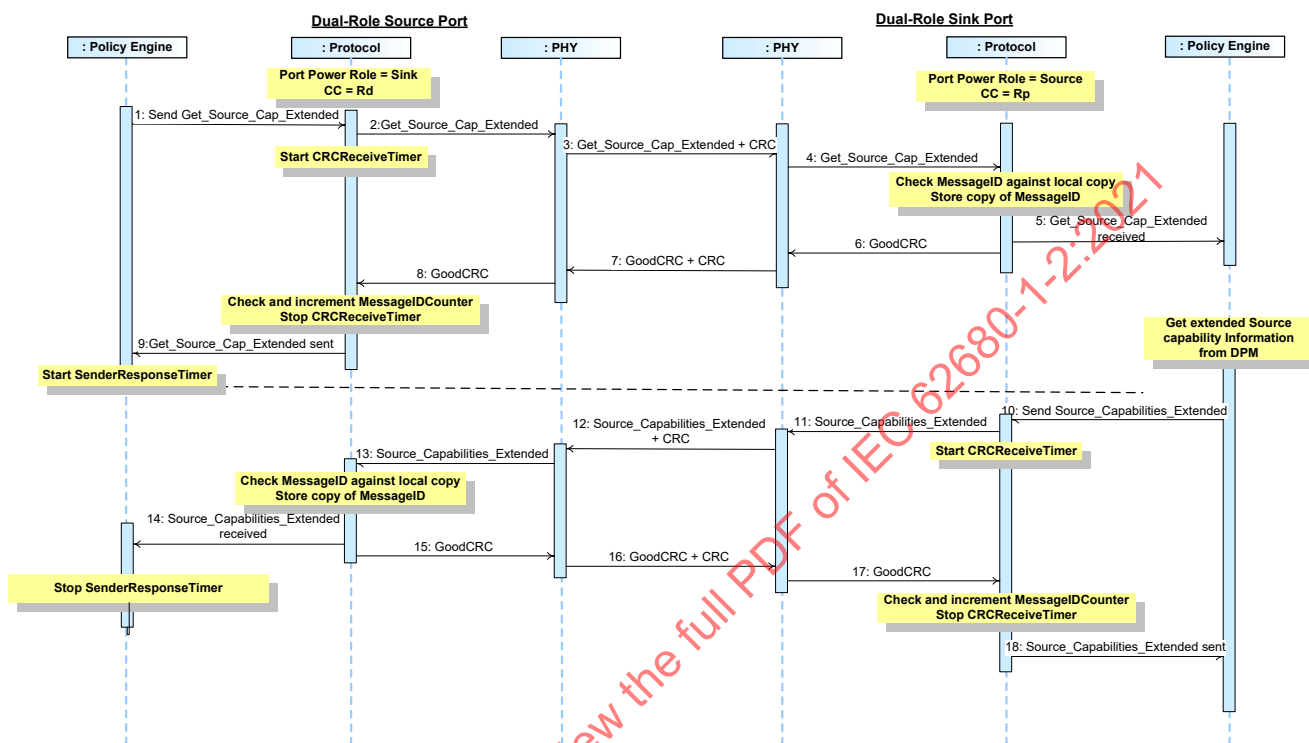 Dual-Role Source Port
Dual-Role Sink Port
: Policy Engine
: Protocol
: PHY
: PHY
: Protocol
: Policy Engine
Port Power Role = Sink
CC = Rd
Port Power Role = Source
CC = Rp
1: Send Get_Source_Cap_Extended
2:Get_Source_Cap_Extended
Start CRCReceiveTimer
3: Get_Source_Cap_Extended + CRC
4: Get_Source_Cap_Extended
Check MessageID against local copy
Store copy of MessageID
5: Get_Source_Cap_Extended
received
6: GoodCRC
7: GoodCRC + CRC
8: GoodCRC
Check and increment MessageIDCounter
Stop CRCReceiveTimer
9:Get_Source_Cap_Extended sent
Start SenderResponseTimer
Get extended Source
capability Information
from DPM
10: Send Source_Capabilities_Extended
11: Source_Capabilities_Extended
Start CRCReceiveTimer
12: Source_Capabilities_Extended
+ CRC
13: Source_Capabilities_Extended
Check MessageID against local copy
Store copy of MessageID
14: Source_Capabilities_Extended
received
15: GoodCRC
16: GoodCRC + CRC
17: GoodCRC
Stop SenderResponseTimer
Check and increment MessageIDCounter
Stop CRCReceiveTimer
18: Source_Capabilities_Extended sent
the full PDF of IEC 62680-1-2:2021